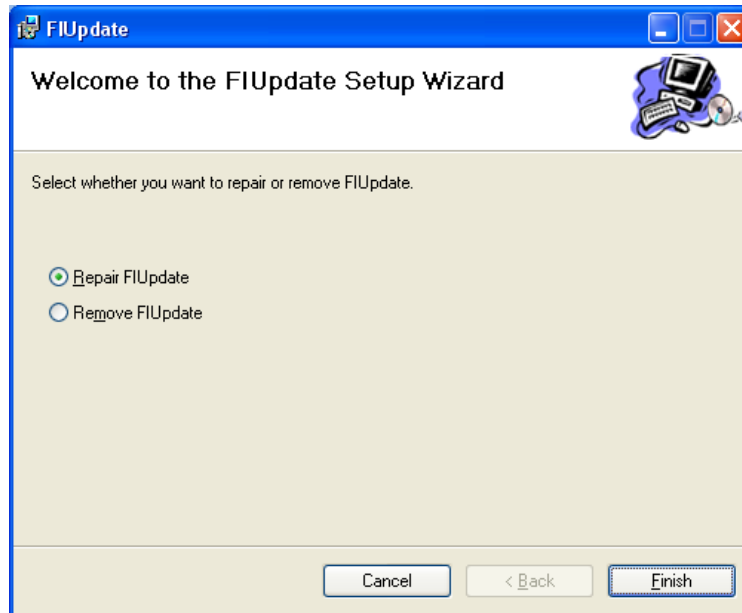 FIUpdate
Welcome to the FIUpdate Setup Wizard
Select whether you want to repair or remove FIUpdate.
Repair FIUpdate
Remove FIUpdate
Cancel
< Back
Finish